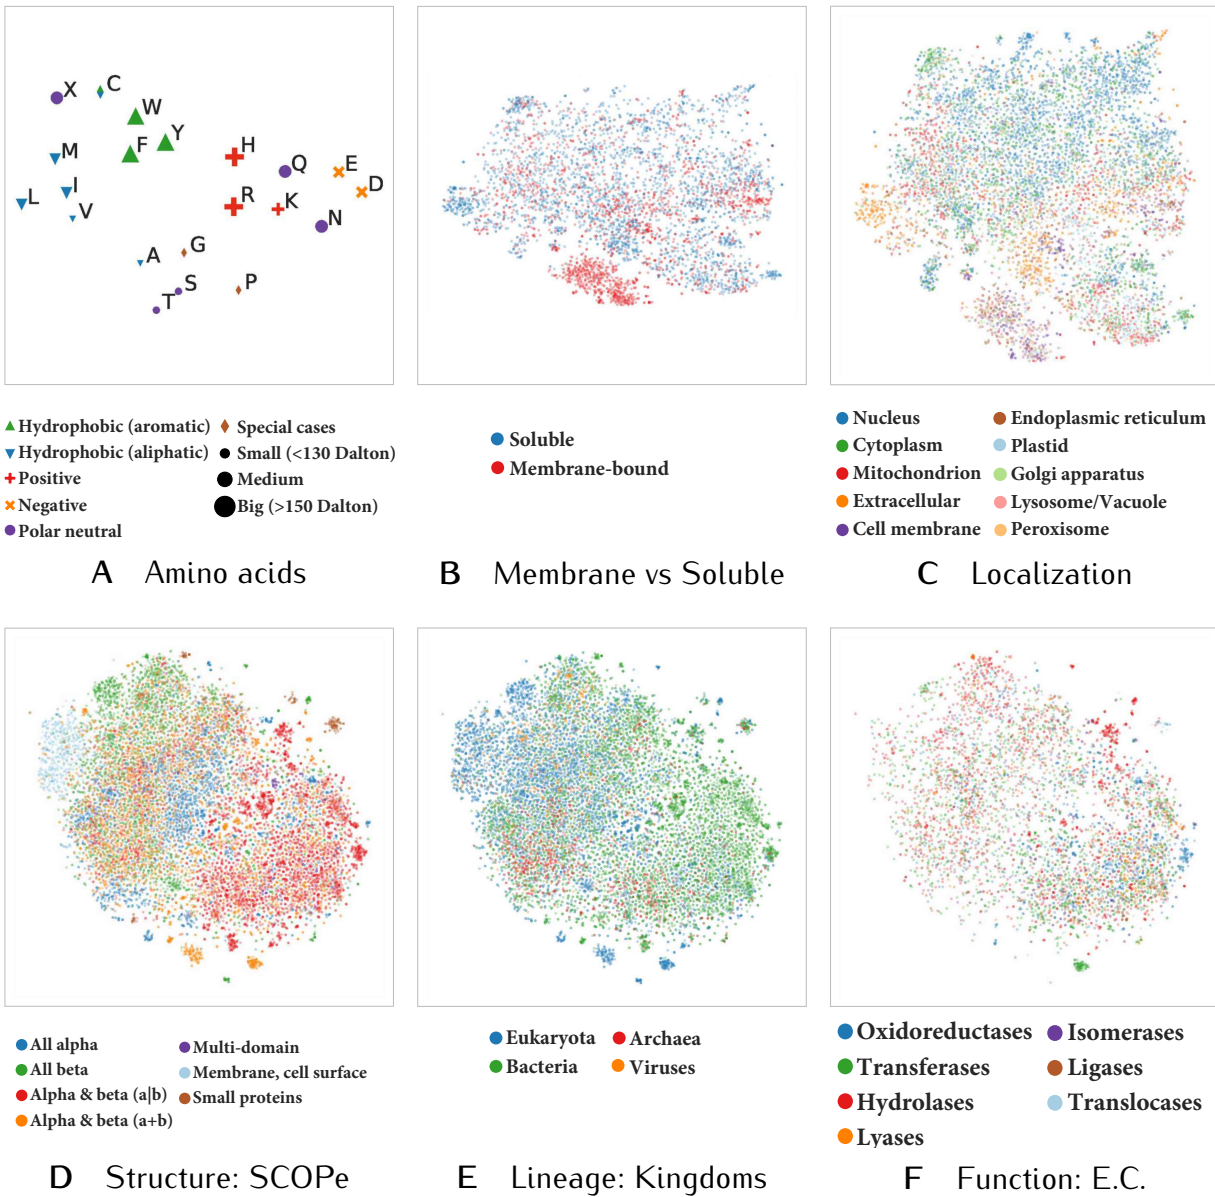 X
C
W
Y
F
M
H
Q
E
I
D
L
V
R
K
N
A
G
S
P
T
Hydrophobic (aromatic)
Hydrophobic (aliphatic)
Positive
Negative
Polar neutral
Special cases
Small (<130 Dalton)
Medium
Big (>150 Dalton)
A Amino acids
Soluble
Membrane-bound
B Membrane vs Soluble
Nucleus
Cytoplasm
Mitochondrion
Extracellular
Cell membrane
Endoplasmic reticulum
Plastid
Golgi apparatus
Lysosome/Vacuole
Peroxisome
C Localization
All alpha
All beta
Alpha & beta (a|b)
Alpha & beta (a+b)
Multi-domain
Membrane, cell surface
Small proteins
D Structure: SCOPe
Eukaryota
Bacteria
Archaea
Viruses
E Lineage: Kingdoms
Oxidoreductases
Transferases
Hydrolases
Lyases
Isomerases
Ligases
Translocases
F Function: E.C.